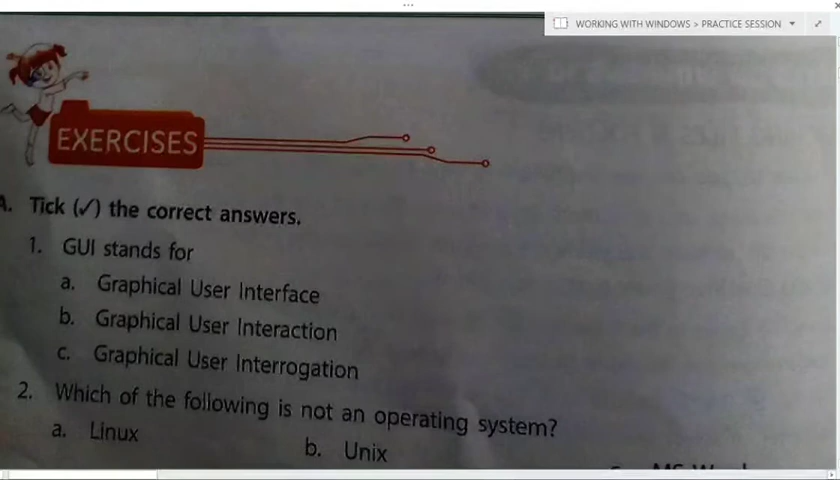 WORKING WITH WINDOWS > PRACTICE SESSION
EXERCISES
A. Tick (✓) the correct answers.
1. GUI stands for
a. Graphical User Interface
b. Graphical User Interaction
c. Graphical User Interrogation
2. Which of the following is not an operating system?
a. Linux b. Unix